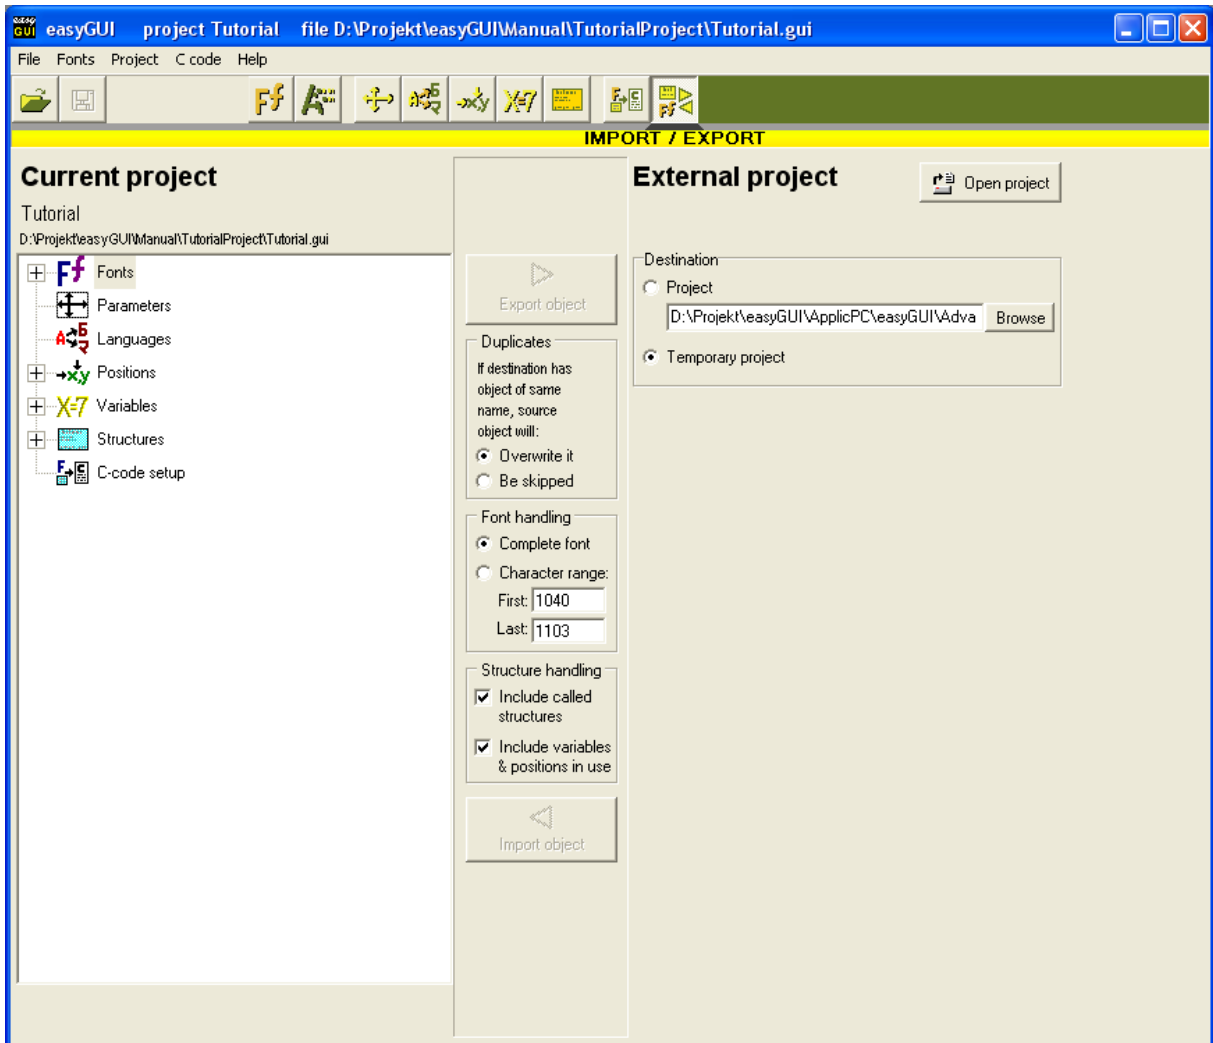 easy GUI easyGUI project Tutorial file D:\Projekt\easyGUI\Manual\TutorialProject\Tutorial.gui
File Fonts Project C code Help
IMPORT / EXPORT
Current project
Tutorial
D:\Projekt\easyGUI\Manual\TutorialProject\Tutorial.gui
Fonts
Parameters
Languages
Positions
Variables
Structures
C-code setup
Export object
Duplicates
If destination has
object of same
name, source
object will:
Overwrite it
Be skipped
Font handling
Complete font
Character range:
First: 1040
Last: 1103
Structure handling
Include called
structures
Include variables
& positions in use
Import object
External project
Open project
Destination
Project
D:\Projekt\easyGUI\ApplicPC\easyGUI\Adva Browse
Temporary project